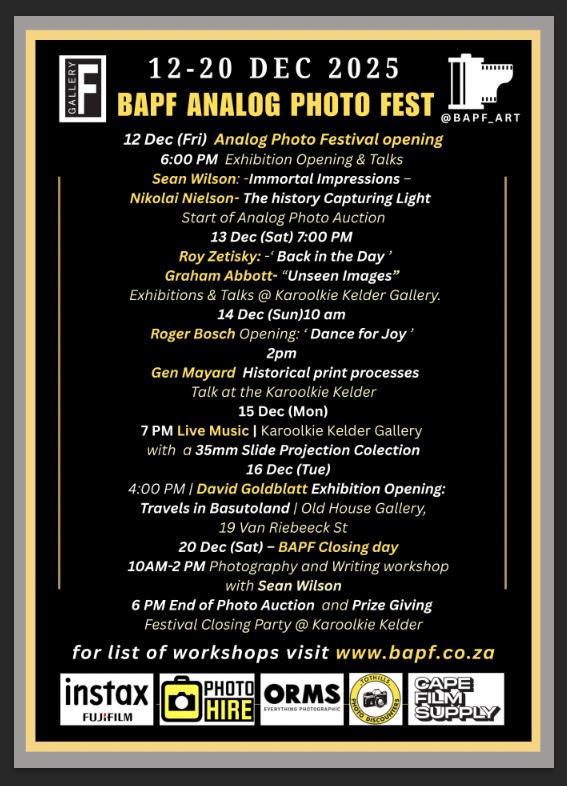 GALLERY F
12-20 DEC 2025
BAPF ANALOG PHOTO FEST
@BAPF_ART
12 Dec (Fri) Analog Photo Festival opening
6:00 PM Exhibition Opening & Talks
Sean Wilson: -Immortal Impressions –
Nikolai Nielson- The history Capturing Light
Start of Analog Photo Auction
13 Dec (Sat) 7:00 PM
Roy Zetisky: -‘ Back in the Day ’
Graham Abbott- “Unseen Images”
Exhibitions & Talks @ Karoolkie Kelder Gallery.
14 Dec (Sun)10 am
Roger Bosch Opening: ‘ Dance for Joy ’
2pm
Gen Mayard Historical print processes
Talk at the Karoolkie Kelder
15 Dec (Mon)
7 PM Live Music | Karoolkie Kelder Gallery
with a 35mm Slide Projection Colection
16 Dec (Tue)
4:00 PM | David Goldblatt Exhibition Opening:
Travels in Basutoland | Old House Gallery,
19 Van Riebeeck St
20 Dec (Sat) – BAPF Closing day
10AM-2 PM Photography and Writing workshop
with Sean Wilson
6 PM End of Photo Auction and Prize Giving
Festival Closing Party @ Karoolkie Kelder
for list of workshops visit www.bapf.co.za
instax
FUJIFILM
PHOTO
HIRE
ORMS
EVERYTHING PHOTOGRAPHIC
TOTHILLS
PHOTO DISCOUNTERS
CAPE
FILM
SUPPLY